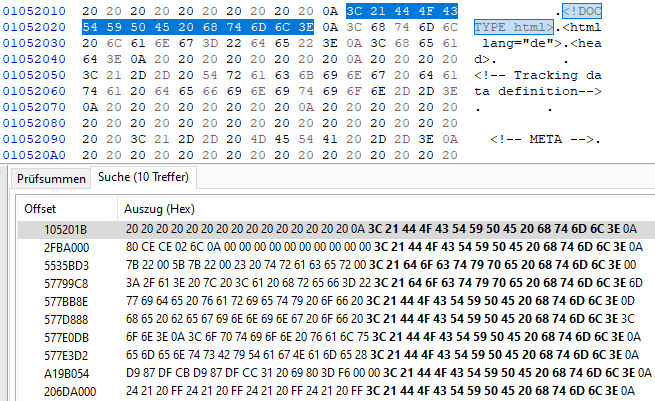 01052010 20 20 20 20 20 20 20 20 20 20 0A 3C 21 44 4F 43 .<!DOC
01052020 54 59 50 45 20 68 74 6D 6C 3E 0A 3C 68 74 6D 6C TYPE html>.<html
01052030 20 6C 61 6E 67 3D 22 64 65 22 3E 0A 3C 68 65 61 lang="de">.<hea
01052040 64 3E 0A 20 20 20 20 20 20 20 20 0A 20 20 20 20 d>. .
01052050 3C 21 2D 2D 20 54 72 61 63 6B 69 6E 67 20 64 61 <!-- Tracking da
01052060 74 61 20 64 65 66 69 6E 69 74 69 6F 6E 2D 2D 3E ta definition-->
01052070 0A 20 20 20 20 20 20 20 20 0A 20 20 20 20 20 20 . .
01052080 20 20 20 20 20 20 20 20 20 20 20 20 20 20 20 20
01052090 20 20 3C 21 2D 2D 20 4D 45 54 41 20 2D 2D 3E 0A <!-- META -->.
010520A0 20 20 20 20 20 20 20 20 20 20 20 20 20 20 20 20
Prüfsummen Suche (10 Treffer)
Offset Auszug (Hex)
105201B 20 20 20 20 20 20 20 20 20 20 20 20 20 20 20 0A 3C 21 44 4F 43 54 59 50 45 20 68 74 6D 6C 3E 0A
2FBA000 80 CE CE 02 6C 0A 00 00 00 00 00 00 00 00 00 00 3C 21 44 4F 43 54 59 50 45 20 68 74 6D 6C 3E 0A
5535BD3 7B 22 00 5B 7B 22 00 23 20 74 72 61 63 65 72 00 3C 21 64 6F 63 74 79 70 65 20 68 74 6D 6C 3E 00
57799C8 3A 2F 61 3E 20 7C 20 3C 61 20 68 72 65 66 3D 22 3C 21 64 6F 63 74 79 70 65 20 68 74 6D 6C 3E 6D
577BB8E 77 69 64 65 20 76 61 72 69 65 74 79 20 6F 66 20 3C 21 44 4F 43 54 59 50 45 20 68 74 6D 6C 3E 0D
577D888 68 65 20 62 65 67 69 6E 6E 69 6E 67 20 6F 66 20 3C 21 44 4F 43 54 59 50 45 20 68 74 6D 6C 3E 3C
577E0DB 6F 6E 3E 0A 3C 6F 70 74 69 6F 6E 20 76 61 6C 75 3C 21 44 4F 43 54 59 50 45 20 68 74 6D 6C 3E 0A
577E3D2 65 6D 65 6E 74 73 42 79 54 61 67 4E 61 6D 65 28 3C 21 44 4F 43 54 59 50 45 20 68 74 6D 6C 3E 0A
A19B054 D9 87 DF CB D9 87 DF CC 31 20 69 80 3D F6 00 00 3C 21 44 4F 43 54 59 50 45 20 68 74 6D 6C 3E 0A
206DA000 24 21 20 FF 24 21 20 FF 24 21 20 FF 24 21 20 FF 3C 21 44 4F 43 54 59 50 45 20 68 74 6D 6C 3E 0A